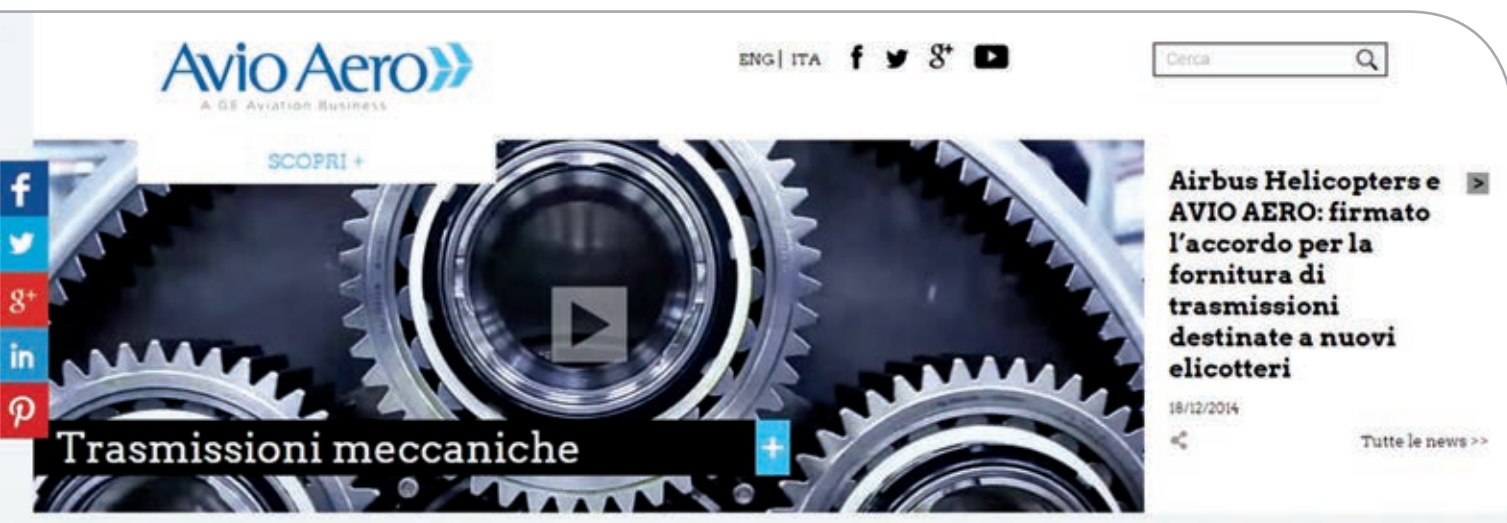 Avio Aero
A GE Aviation Business
ENG| ITA
Cerca
SCOPRI +
Trasmissioni meccaniche
+
Airbus Helicopters e
AVIO AERO: firmato
l'accordo per la
fornitura di
trasmissioni
destinate a nuovi
elicotteri
18/12/2014
Tutte le news >>